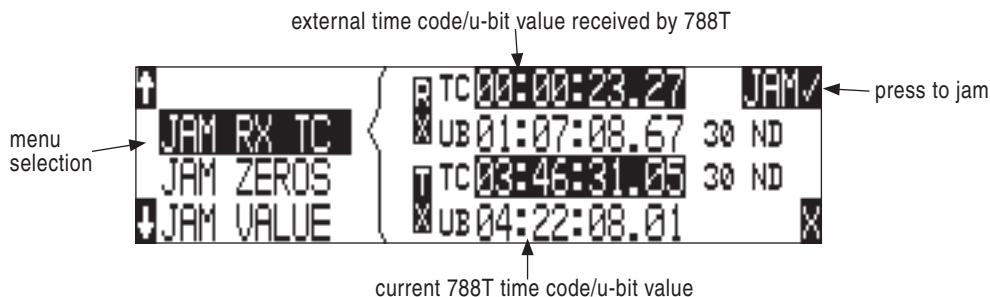 external time code/u-bit value received by 788T
RX TC 00:00:23.27 JAM✓
press to jam
menu selection
JAM RX TC
UB 01:07:08.67 30 ND
JAM ZEROS
TX TC 03:46:31.05 30 ND
JAM VALUE
UB 04:22:08.01 X
current 788T time code/u-bit value